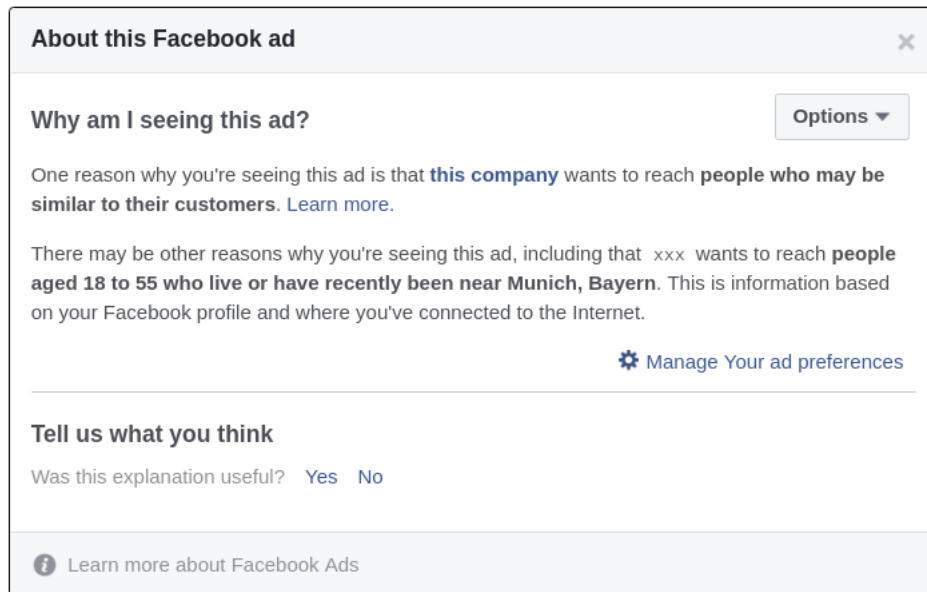 About this Facebook ad
×
Why am I seeing this ad?
Options
One reason why you're seeing this ad is that this company wants to reach people who may be
similar to their customers. Learn more.
There may be other reasons why you're seeing this ad, including that xxx wants to reach people
aged 18 to 55 who live or have recently been near Munich, Bayern. This is information based
on your Facebook profile and where you've connected to the Internet.
Manage Your ad preferences
Tell us what you think
Was this explanation useful? Yes No
Learn more about Facebook Ads